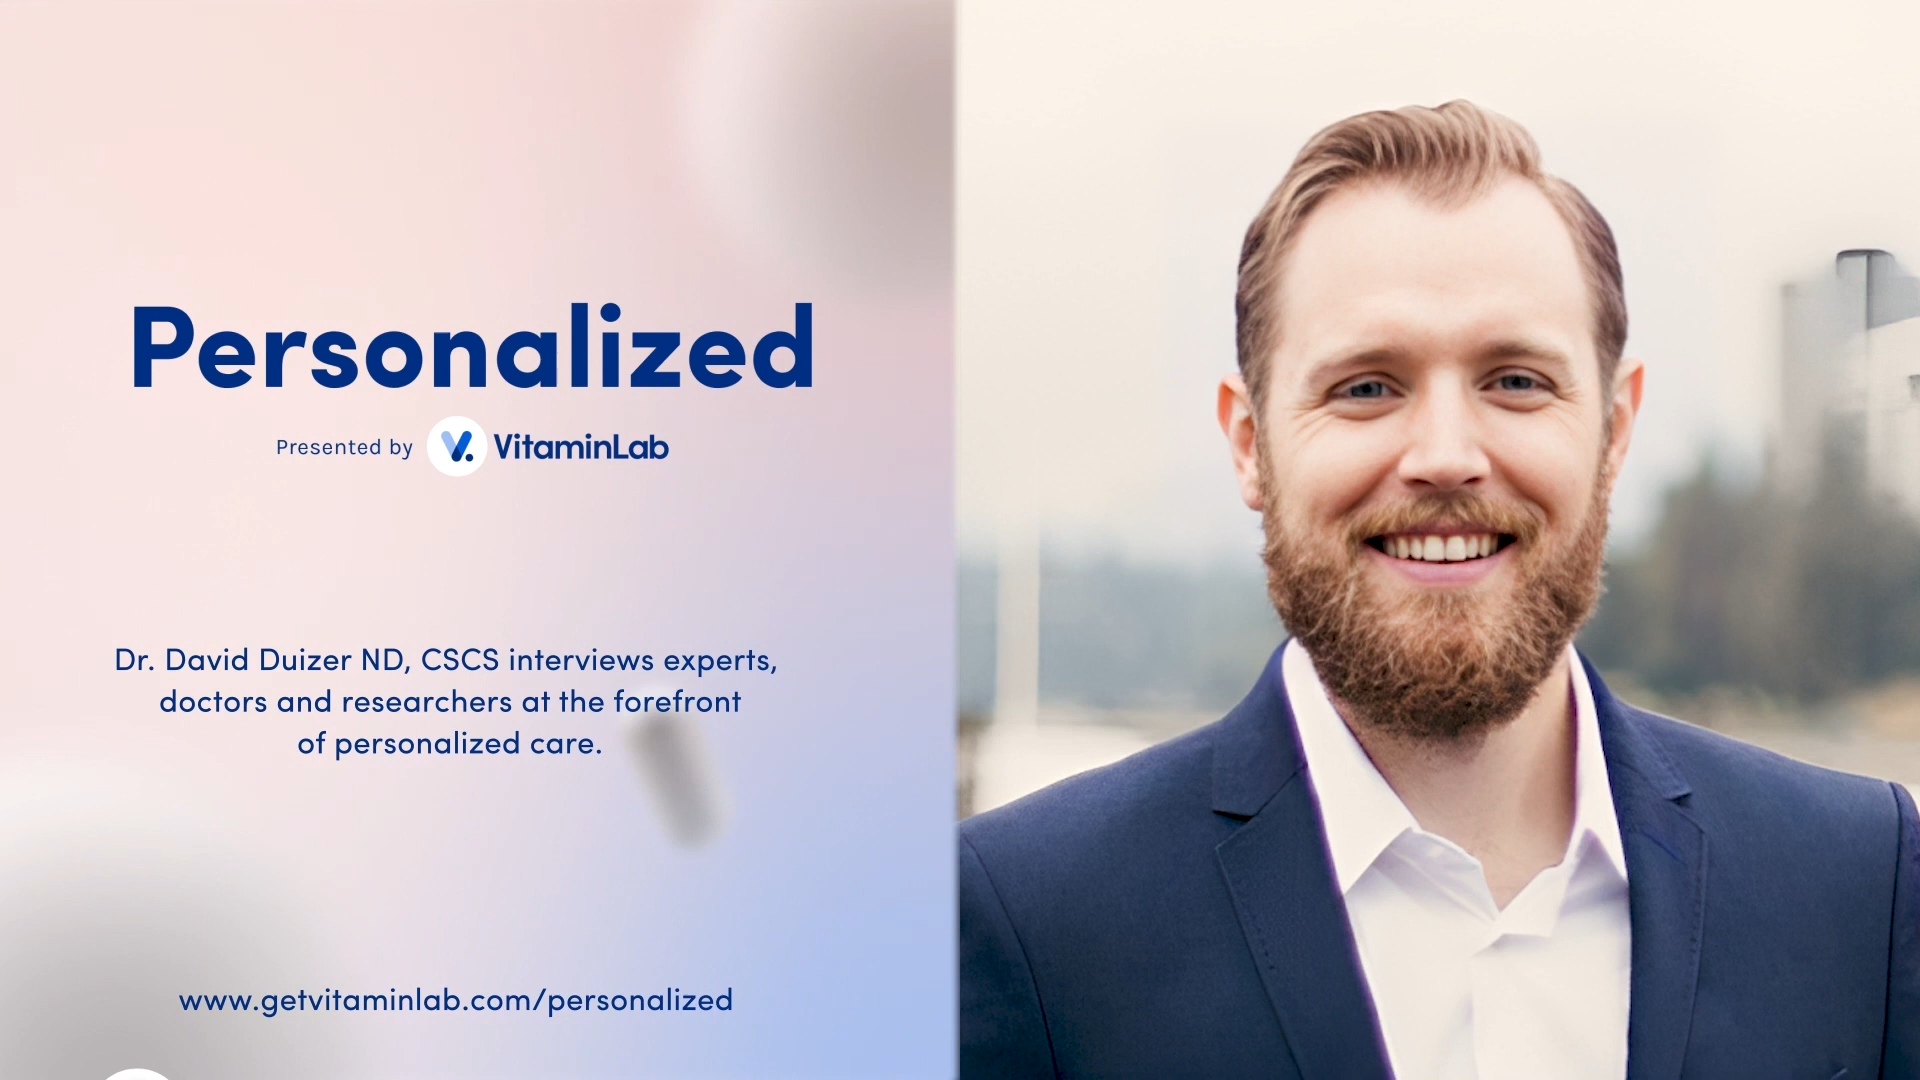 Personalized
Presented by VitaminLab
Dr. David Duizer ND, CSCS interviews experts,
doctors and researchers at the forefront
of personalized care.
www.getvitaminlab.com/personalized